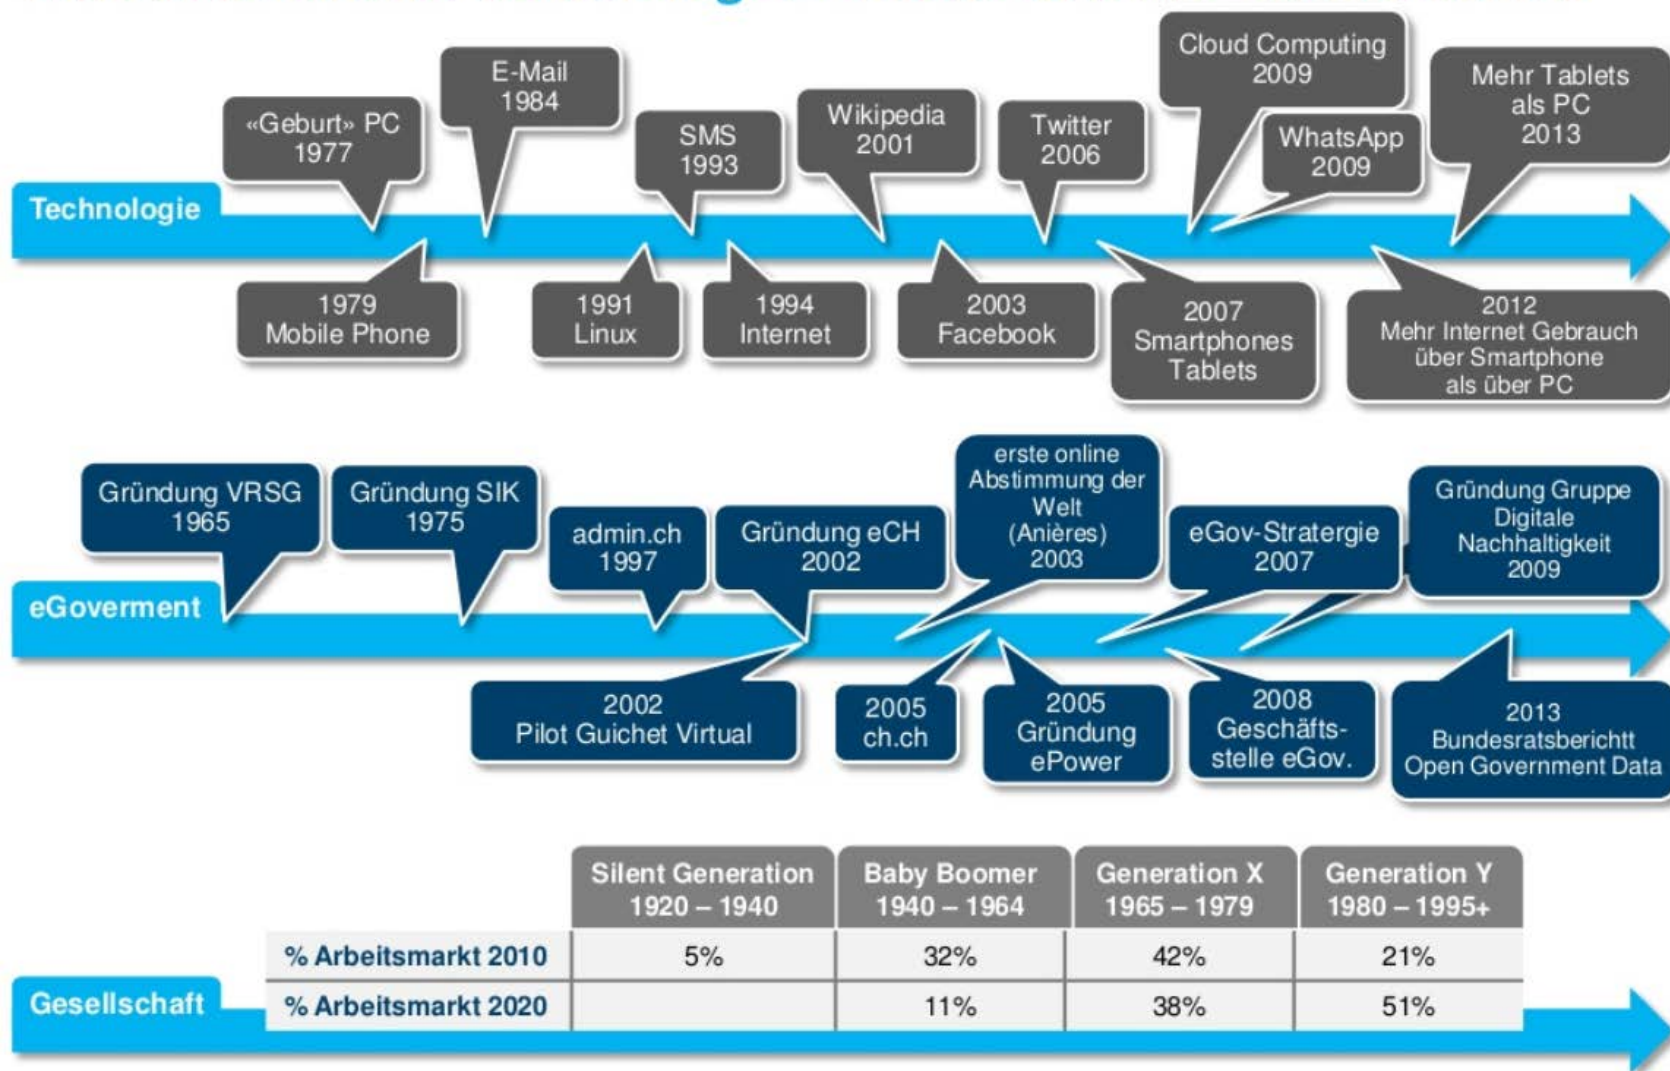 «Geburt» PC
1977
E-Mail
1984
SMS
1993
Wikipedia
2001
Twitter
2006
Cloud Computing
2009
WhatsApp
2009
Mehr Tablets
als PC
2013
Technologie
1979
Mobile Phone
1991
Linux
1994
Internet
2003
Facebook
2007
Smartphones
Tablets
2012
Mehr Internet Gebrauch
über Smartphone
als über PC
Gründung VRSG
1965
Gründung SIK
1975
admin.ch
1997
Gründung eCH
2002
erste online
Abstimmung der
Welt
(Anières)
2003
eGov-Stratergie
2007
Gründung Gruppe
Digitale
Nachhaltigkeit
2009
eGoverment
2002
Pilot Guichet Virtual
2005
ch.ch
2005
Gründung
ePower
2008
Geschäfts-
stelle eGov.
2013
Bundesratsberichtt
Open Government Data
Silent Generation Baby Boomer Generation X Generation Y
1920 – 1940 1940 – 1964 1965 – 1979 1980 – 1995+
% Arbeitsmarkt 2010 5% 32% 42% 21%
% Arbeitsmarkt 2020 11% 38% 51%
Gesellschaft